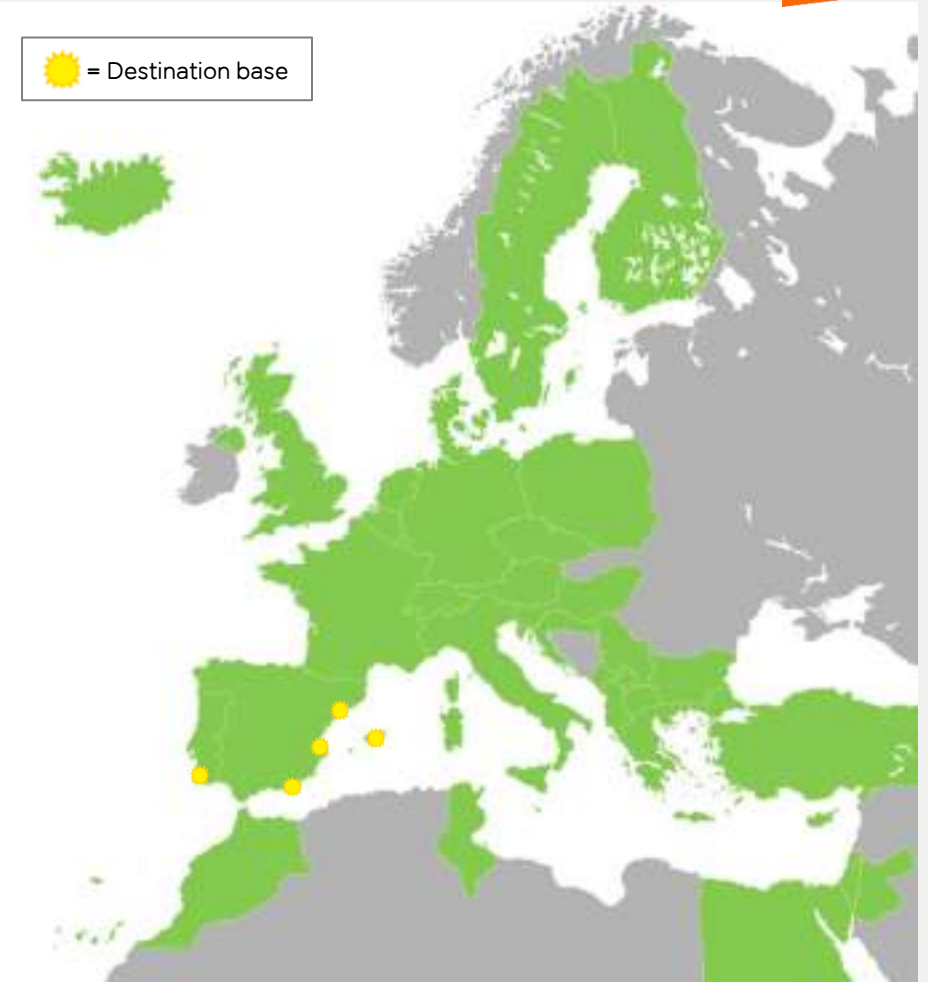 = Destination base